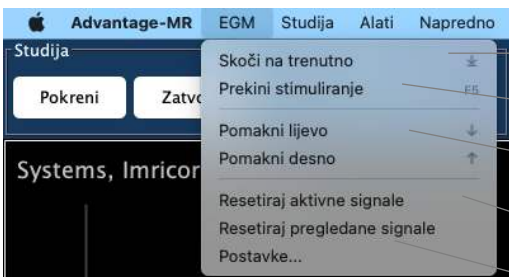 Advantage-MR EGM Studija Alati Napredno
Studija
Pokreni Zatvo
Skoči na trenutno
Prekini stimuliranje F5
Pomakni lijevo ↓
Pomakni desno ↑
Systems, Imricor
Resetiraj aktivne signale
Resetiraj pregledane signale
Postavke...